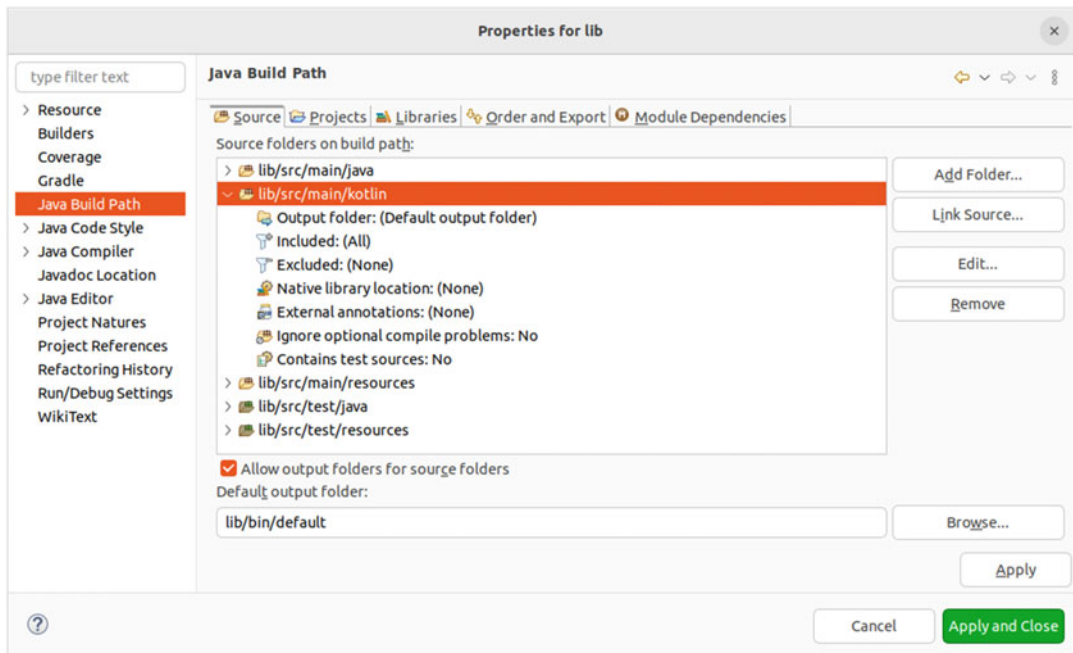 Properties for lib
type filter text
Resource
Builders
Coverage
Gradle
Java Build Path
Java Code Style
Java Compiler
Javadoc Location
Java Editor
Project Natures
Project References
Refactoring History
Run/Debug Settings
WikiText
Java Build Path
Source Projects Libraries Order and Export Module Dependencies
Source folders on build path:
lib/src/main/java
lib/src/main/kotlin
Output folder: (Default output folder)
Included: (All)
Excluded: (None)
Native library location: (None)
External annotations: (None)
Ignore optional compile problems: No
Contains test sources: No
lib/src/main/resources
lib/src/test/java
lib/src/test/resources
Add Folder...
Link Source...
Edit...
Remove
Allow output folders for source folders
Default output folder:
lib/bin/default
Browse...
Apply
Cancel
Apply and Close